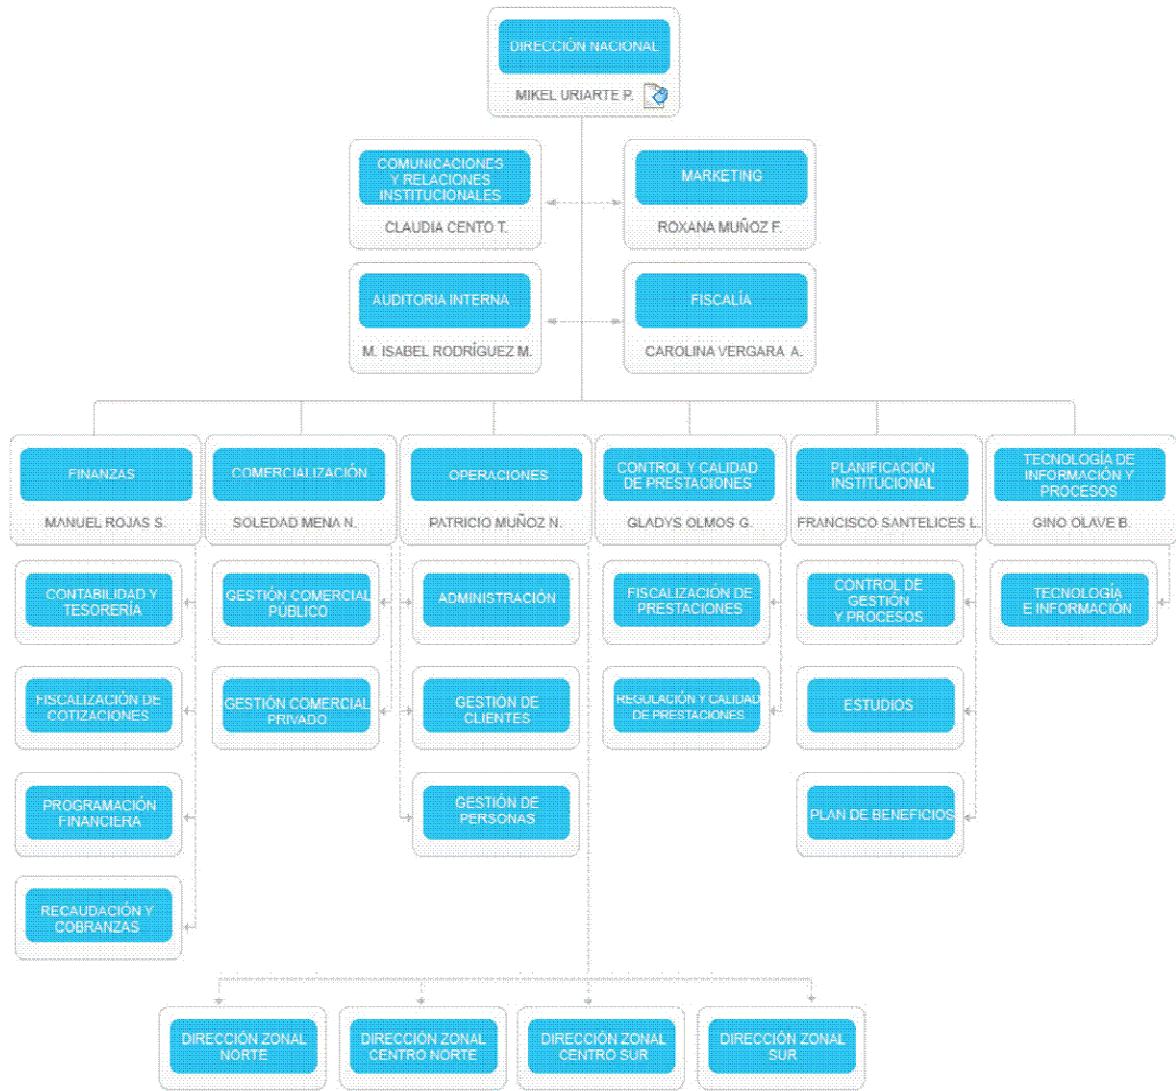 DIRECCIÓN NACIONAL
MIKEL URIARTE P.
COMUNICACIONES
Y RELACIONES
INSTITUCIONALES
CLAUDIA CENTO T.
MARKETING
ROXANA MUÑOZ F.
AUDITORIA INTERNA
M. ISABEL RODRÍGUEZ M.
FISCALÍA
CAROLINA VERGARA A.
FINANZAS
MANUEL ROJAS S.
COMERCIALIZACIÓN
SOLEDAD MENA N.
OPERACIONES
PATRICIO MUÑOZ N.
CONTROL Y CALIDAD
DE PRESTACIONES
GLADYS OLMOS G.
PLANIFICACIÓN
INSTITUCIONAL
FRANCISCO SANTELICES L.
TECNOLOGÍA DE
INFORMACIÓN Y
PROCESOS
GINO OLAVE B.
CONTABILIDAD Y
TESORERÍA
GESTIÓN COMERCIAL
PÚBLICO
ADMINISTRACIÓN
FISCALIZACIÓN DE
PRESTACIONES
CONTROL DE
GESTIÓN
Y PROCESOS
TECNOLOGÍA
E INFORMACIÓN
FISCALIZACIÓN DE
COTIZACIONES
GESTIÓN COMERCIAL
PRIVADO
GESTIÓN DE
CLIENTES
REGULACIÓN Y CALIDAD
DE PRESTACIONES
ESTUDIOS
PROGRAMACIÓN
FINANCIERA
GESTIÓN DE
PERSONAS
PLAN DE BENEFICIOS
RECAUDACIÓN Y
COBRANZAS
DIRECCIÓN ZONAL
NORTE
DIRECCIÓN ZONAL
CENTRO NORTE
DIRECCIÓN ZONAL
CENTRO SUR
DIRECCIÓN ZONAL
SUR